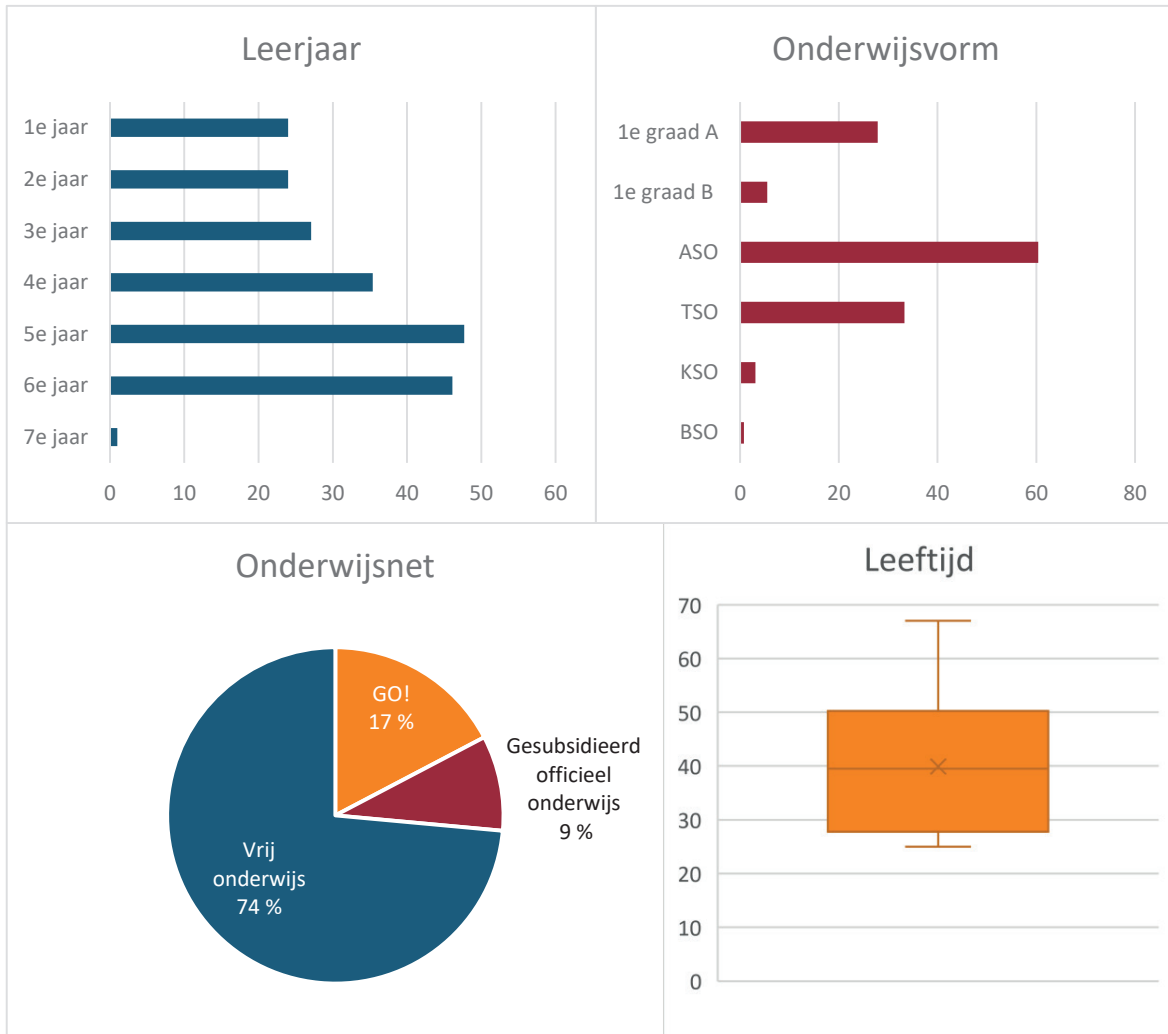 Leerjaar
1e jaar
2e jaar
3e jaar
4e jaar
5e jaar
6e jaar
7e jaar
0 10 20 30 40 50 60
Onderwijsvorm
1e graad A
1e graad B
ASO
TSO
KSO
BSO
0 20 40 60 80
Onderwijsnet
GO!
17 %
Gesubsidieerd
officieel
onderwijs
9 %
Vrij
onderwijs
74 %
Leeftijd
70
60
50
40
30
20
10
0